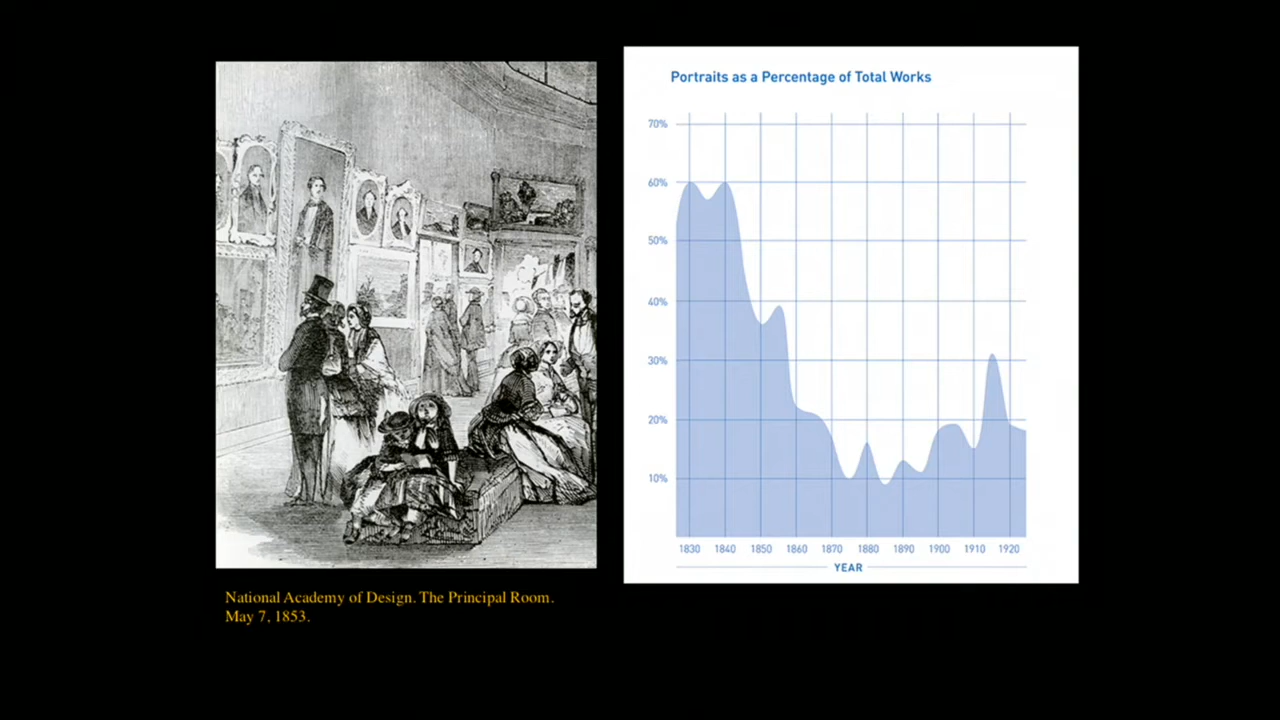 Portraits as a Percentage of Total Works
70%
60%
50%
40%
30%
20%
10%
1830 1840 1850 1860 1870 1880 1890 1900 1910 1920
YEAR
National Academy of Design. The Principal Room.
May 7, 1853.